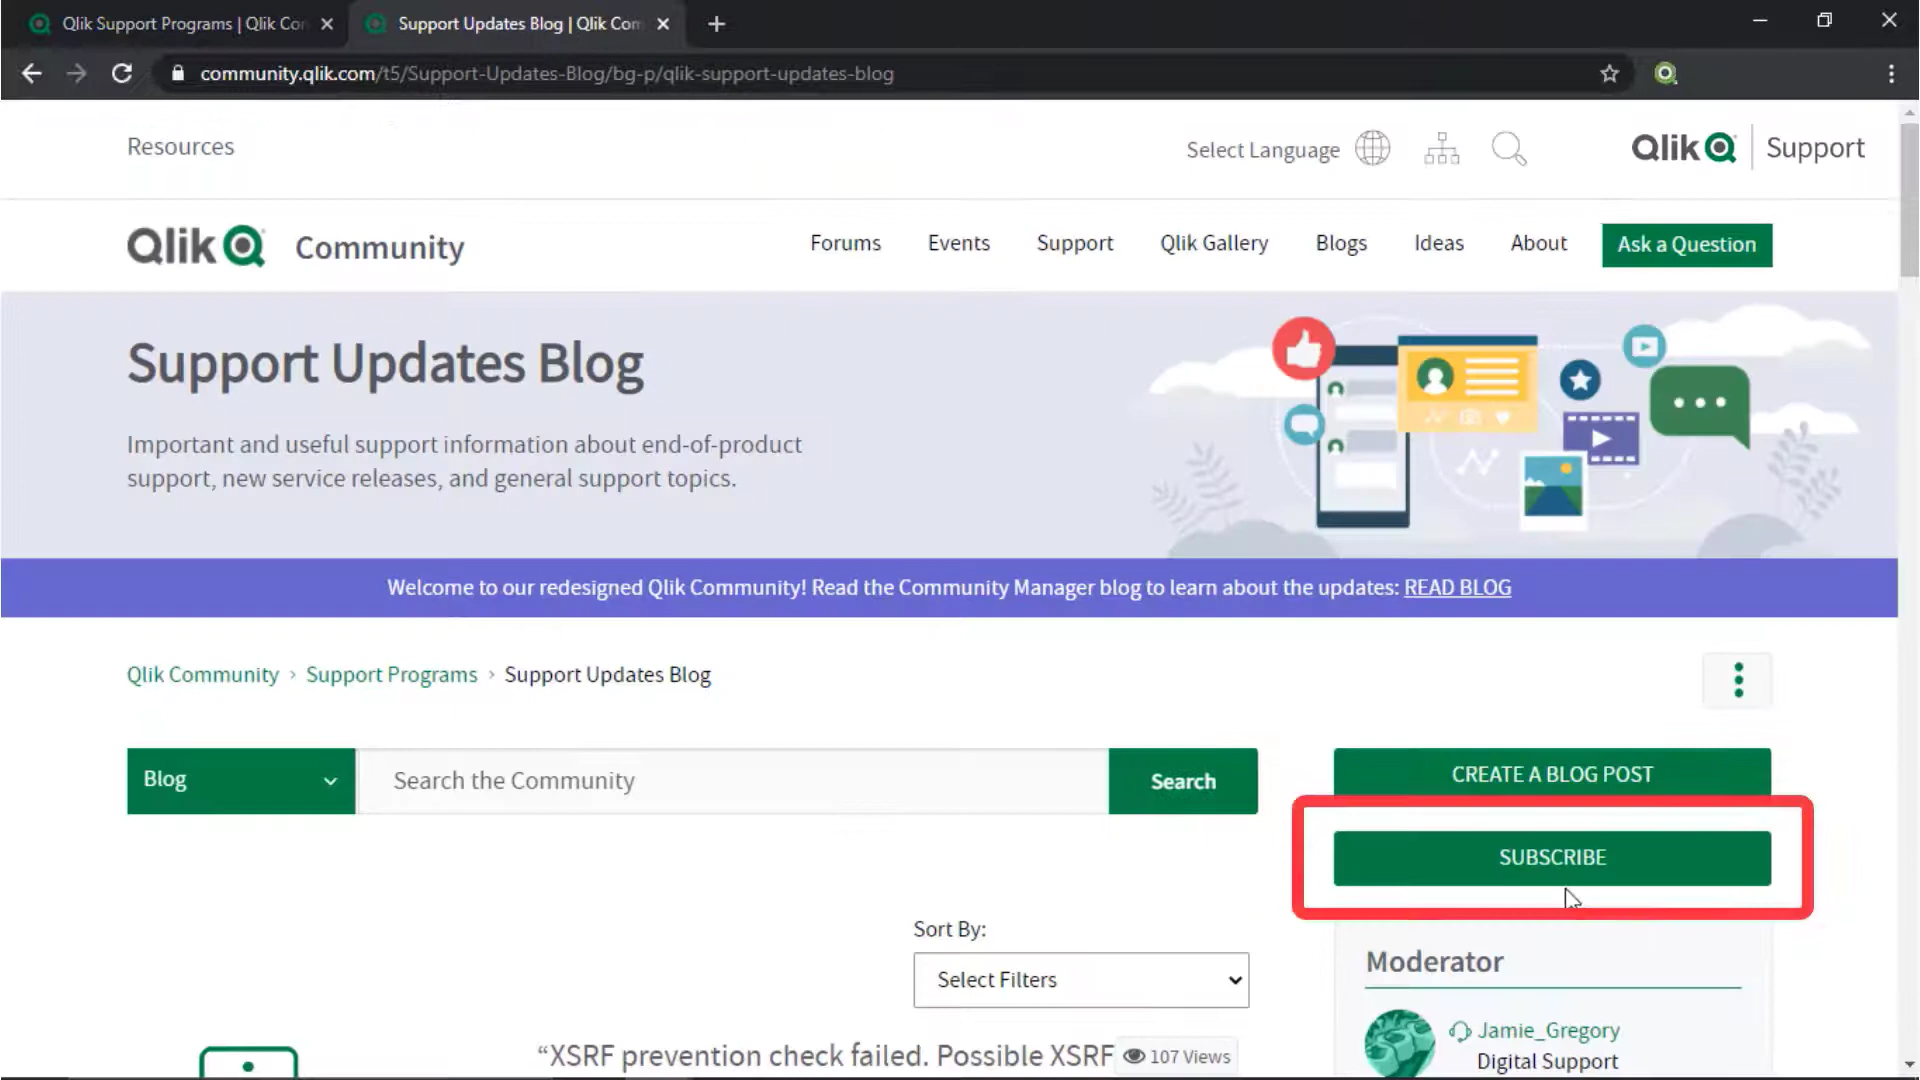 Qlik Support Programs | Qlik Con
Support Updates Blog | Qlik Com
community.qlik.com/t5/Support-Updates-Blog/bg-p/qlik-support-updates-blog
Resources
Select Language
Qlik Support
Qlik Community
Forums
Events
Support
Qlik Gallery
Blogs
Ideas
About
Ask a Question
Support Updates Blog
Important and useful support information about end-of-product
support, new service releases, and general support topics.
Welcome to our redesigned Qlik Community! Read the Community Manager blog to learn about the updates: READ BLOG
Qlik Community › Support Programs › Support Updates Blog
Blog
Search the Community
Search
CREATE A BLOG POST
SUBSCRIBE
Sort By:
Select Filters
Moderator
Jamie_Gregory
Digital Support
“XSRF prevention check failed. Possible XSRF
107 Views